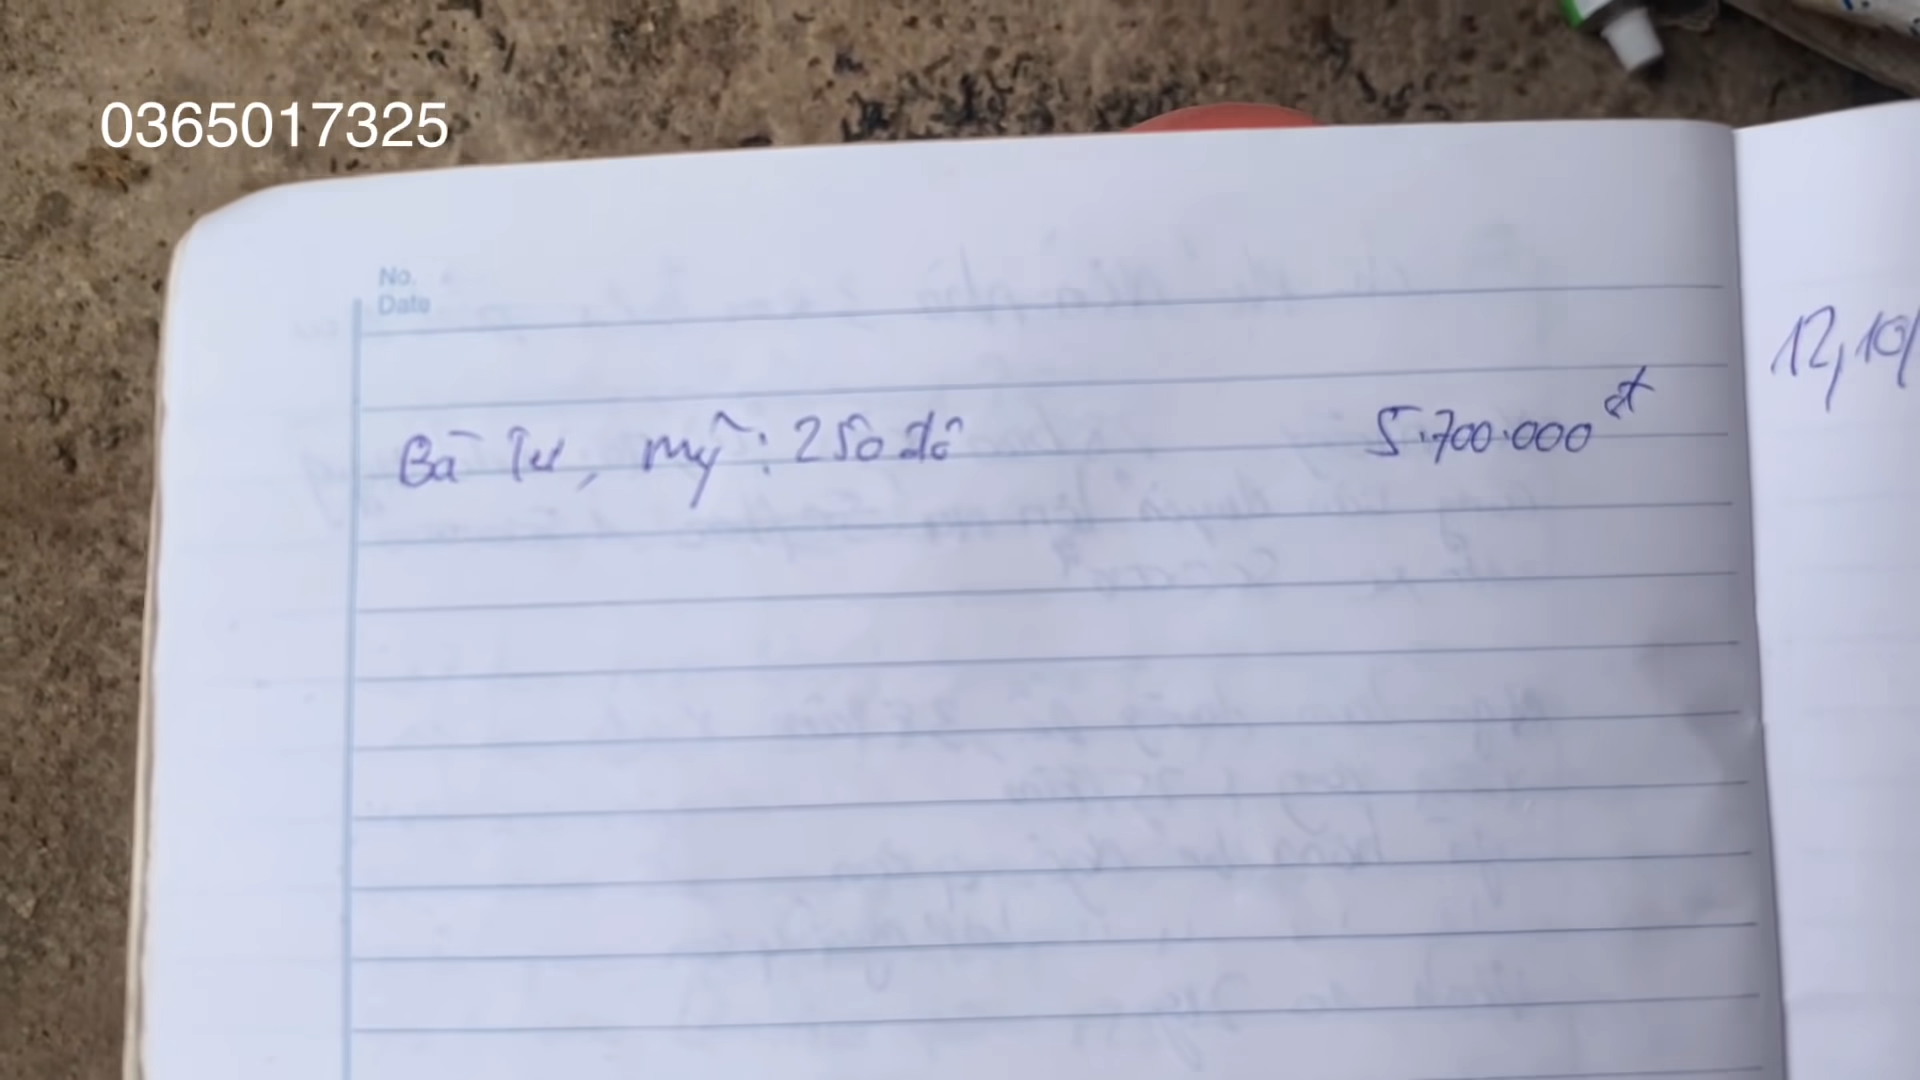 0365017325
No.
Date
Bà Tư, Mỹ: 250 đô 5.700.000đ
12,10/